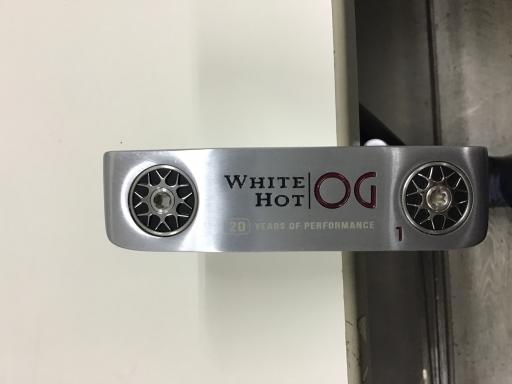 WHITE HOT OG
20 YEARS OF PERFORMANCE
1